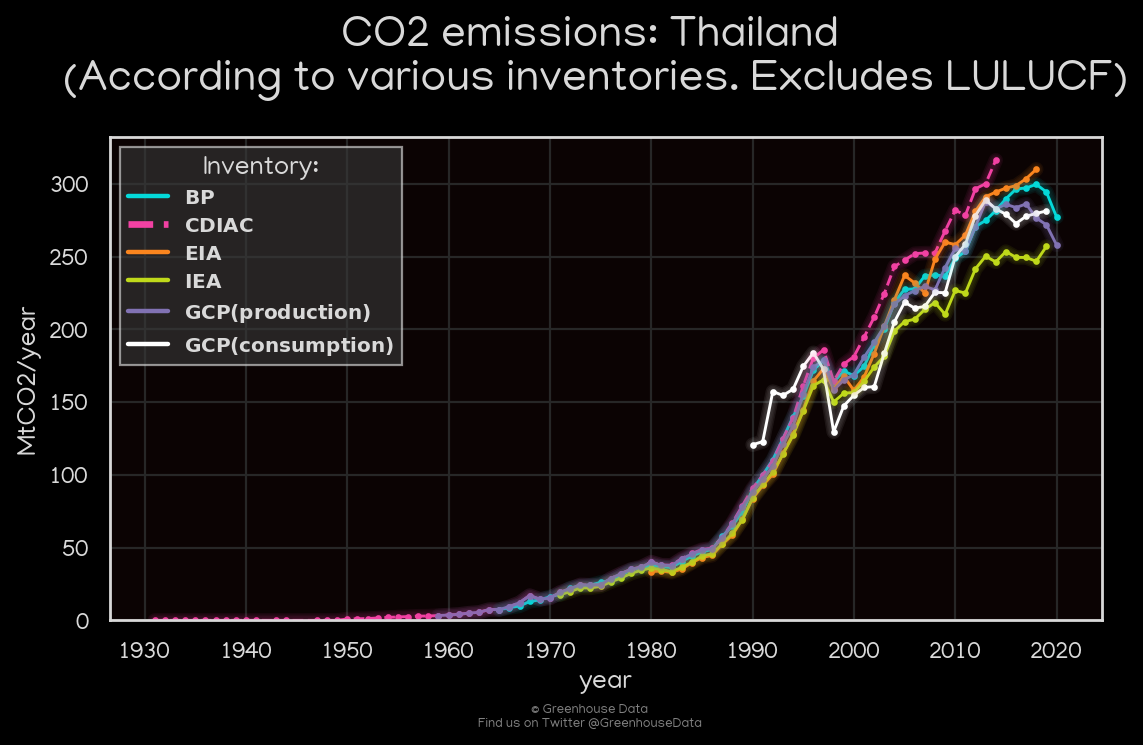 CO2 emissions: Thailand
(According to various inventories. Excludes LULUCF)
Inventory:
BP
CDIAC
EIA
IEA
GCP(production)
GCP(consumption)
MtCO2/year
300
250
200
150
100
50
0
1930 1940 1950 1960 1970 1980 1990 2000 2010 2020
year
© Greenhouse Data
Find us on Twitter @GreenhouseData